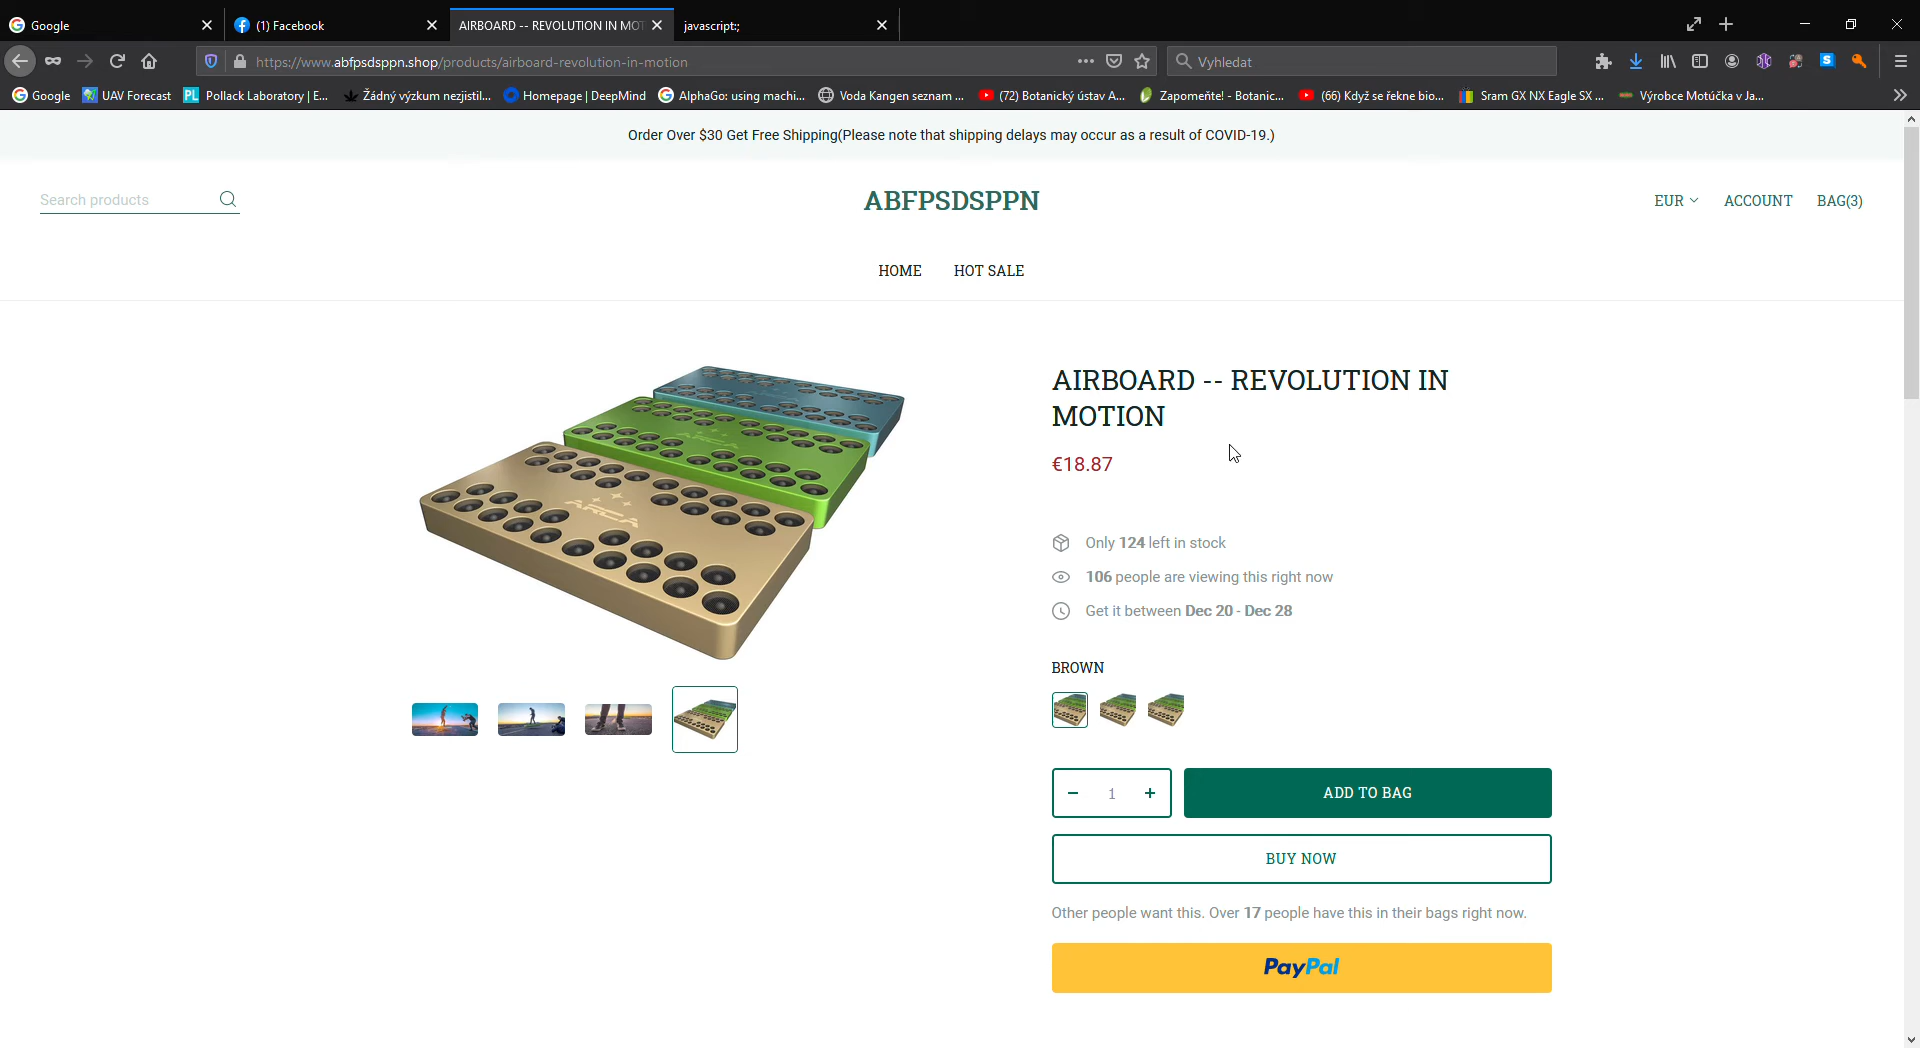 Google
(1) Facebook
AIRBOARD -- REVOLUTION IN MOT
javascript:;
https://www.abfpsdsppn.shop/products/airboard-revolution-in-motion
Vyhledat
Google
UAV Forecast
Pollack Laboratory | E...
Žádný výzkum nezjistil...
Homepage | DeepMind
AlphaGo: using machi...
Voda Kangen seznam ...
(72) Botanický ústav A...
Zapomeňte! - Botanic...
(66) Když se řekne bio...
Sram GX NX Eagle SX ...
Výrobce Motúčka v Ja...
Order Over $30 Get Free Shipping(Please note that shipping delays may occur as a result of COVID-19.)
Search products
ABFPSDSPPN
EUR
ACCOUNT
BAG(3)
HOME
HOT SALE
AIRBOARD -- REVOLUTION IN
MOTION
€18.87
ARCA
Only 124 left in stock
106 people are viewing this right now
Get it between Dec 20 - Dec 28
BROWN
1
ADD TO BAG
BUY NOW
Other people want this. Over 17 people have this in their bags right now.
PayPal